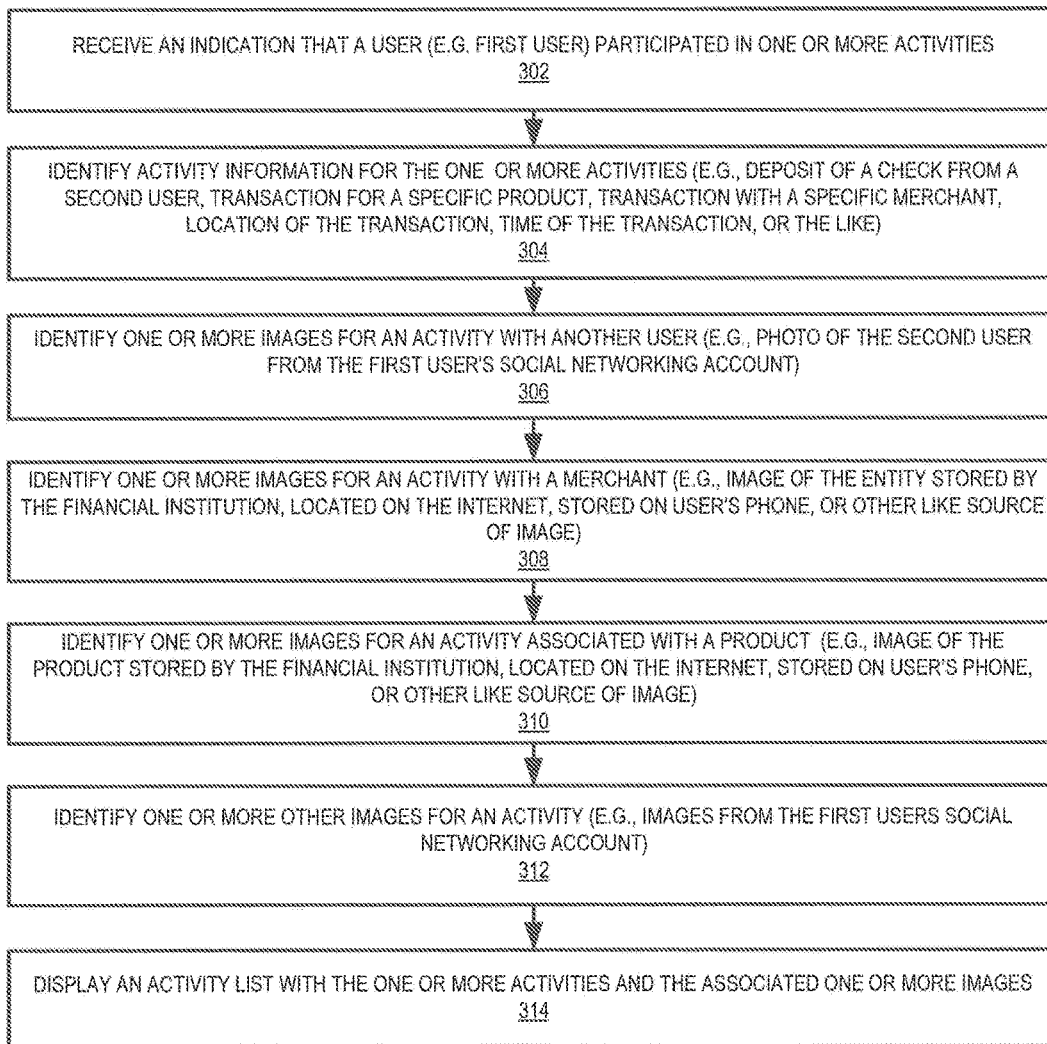 RECEIVE AN INDICATION THAT A USER (E.G. FIRST USER) PARTICIPATED IN ONE OR MORE ACTIVITIES
302
IDENTIFY ACTIVITY INFORMATION FOR THE ONE OR MORE ACTIVITIES (E.G., DEPOSIT OF A CHECK FROM A
SECOND USER, TRANSACTION FOR A SPECIFIC PRODUCT, TRANSACTION WITH A SPECIFIC MERCHANT,
LOCATION OF THE TRANSACTION, TIME OF THE TRANSACTION, OR THE LIKE)
304
IDENTIFY ONE OR MORE IMAGES FOR AN ACTIVITY WITH ANOTHER USER (E.G., PHOTO OF THE SECOND USER
FROM THE FIRST USER'S SOCIAL NETWORKING ACCOUNT)
306
IDENTIFY ONE OR MORE IMAGES FOR AN ACTIVITY WITH A MERCHANT (E.G., IMAGE OF THE ENTITY STORED BY
THE FINANCIAL INSTITUTION, LOCATED ON THE INTERNET, STORED ON USER'S PHONE, OR OTHER LIKE SOURCE
OF IMAGE)
308
IDENTIFY ONE OR MORE IMAGES FOR AN ACTIVITY ASSOCIATED WITH A PRODUCT (E.G., IMAGE OF THE
PRODUCT STORED BY THE FINANCIAL INSTITUTION, LOCATED ON THE INTERNET, STORED ON USER'S PHONE,
OR OTHER LIKE SOURCE OF IMAGE)
310
IDENTIFY ONE OR MORE OTHER IMAGES FOR AN ACTIVITY (E.G., IMAGES FROM THE FIRST USERS SOCIAL
NETWORKING ACCOUNT)
312
DISPLAY AN ACTIVITY LIST WITH THE ONE OR MORE ACTIVITIES AND THE ASSOCIATED ONE OR MORE IMAGES
314